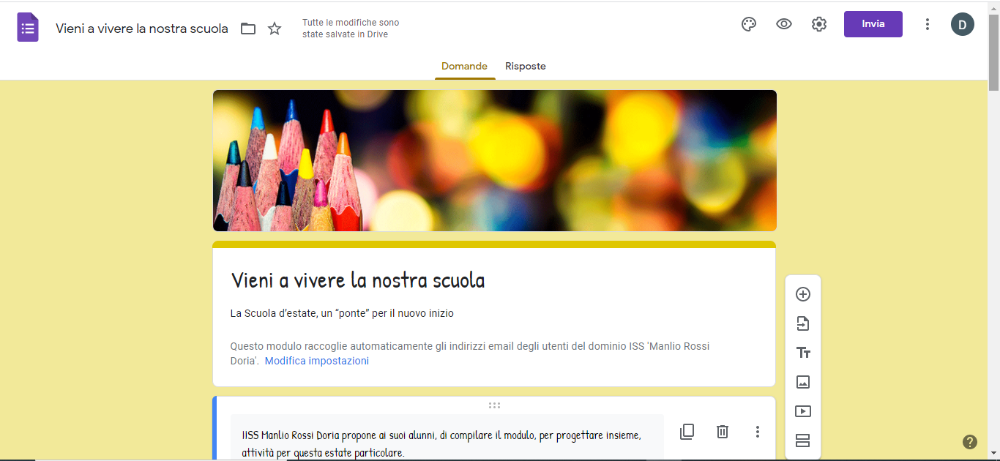 Vieni a vivere la nostra scuola
Tutte le modifiche sono
state salvate in Drive
Invia
D
Domande
Risposte
Vieni a vivere la nostra scuola
La Scuola d'estate, un “ponte” per il nuovo inizio
Questo modulo raccoglie automaticamente gli indirizzi email degli utenti del dominio ISS 'Manlio Rossi
Doria'. Modifica impostazioni
IISS Manlio Rossi Doria propone ai suoi alunni, di compilare il modulo, per progettare insieme,
attività per questa estate particolare.